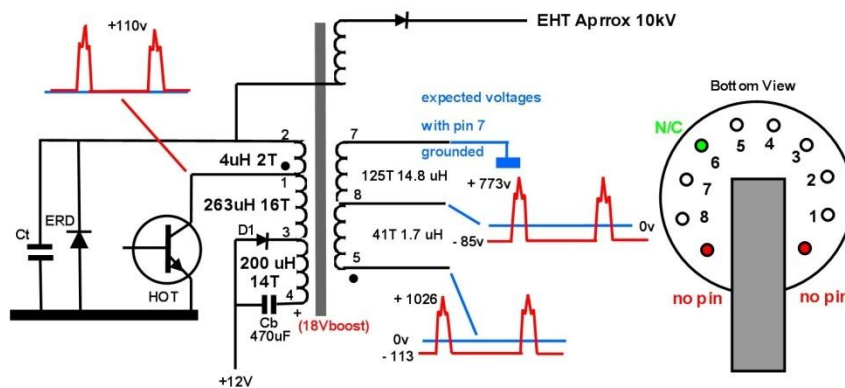 EHT Aprrox 10kV
+110v
expected voltages
with pin 7
grounded
Bottom View
N/C
5
4
3
6
2
7
1
8
no pin
no pin
2
4uH 2T
1
263uH 16T
D1
3
200 uH
14T
4
+
Cb
470uF
(18Vboost)
+12V
Ct
ERD
HOT
7
125T 14.8 uH
8
41T 1.7 uH
5
+ 773v
0v
- 85v
+ 1026
0v
- 113